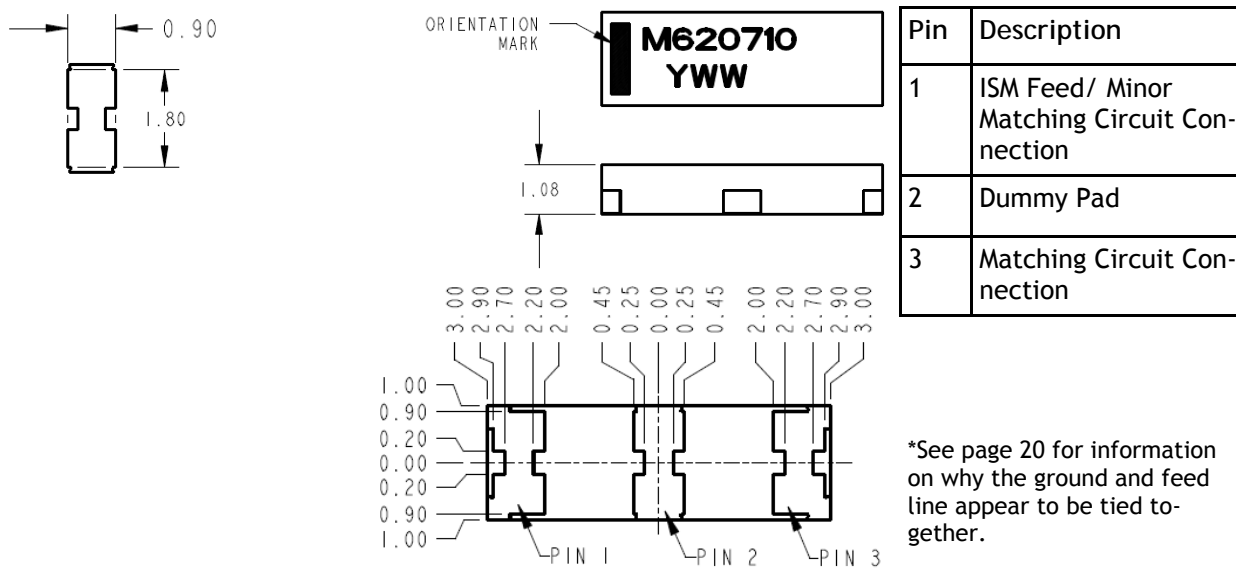 0.90
1.80
ORIENTATION
MARK
M620710
YWW
1.08
3.00
2.90
2.70
2.20
2.00
0.45
0.25
0.00
0.25
0.45
2.00
2.20
2.70
2.90
3.00
1.00
0.90
0.20
0.00
0.20
0.90
1.00
PIN 1
PIN 2
PIN 3
Pin Description
1 ISM Feed/ Minor
Matching Circuit Con-
nection
2 Dummy Pad
3 Matching Circuit Con-
nection
*See page 20 for information
on why the ground and feed
line appear to be tied to-
gether.